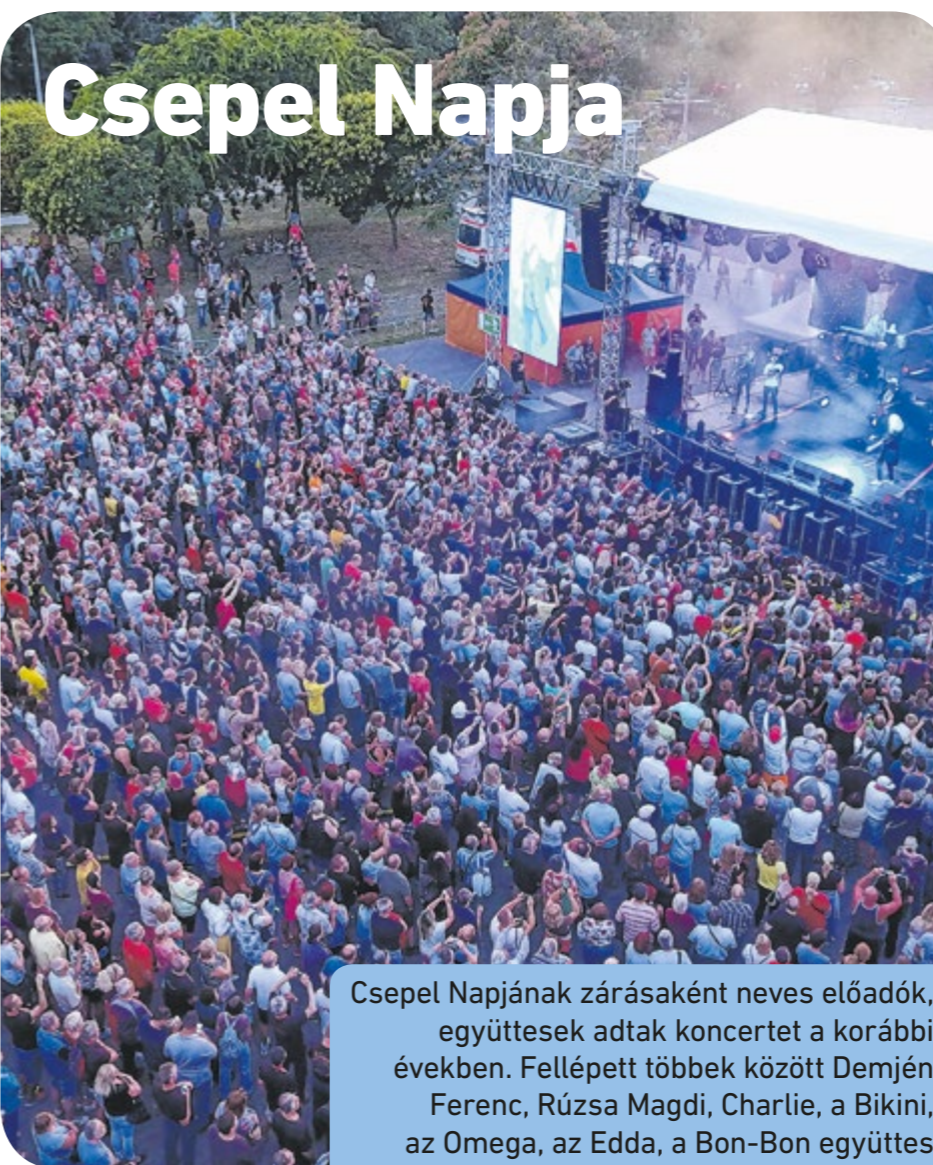 Csepel Napja
Csepel Napjának zárásaként neves előadók,
együttesek adtak koncertet a korábbi
években. Fellépett többek között Demjén
Ferenc, Rúzsa Magdi, Charlie, a Bikini,
az Omega, az Edda, a Bon-Bon együttes